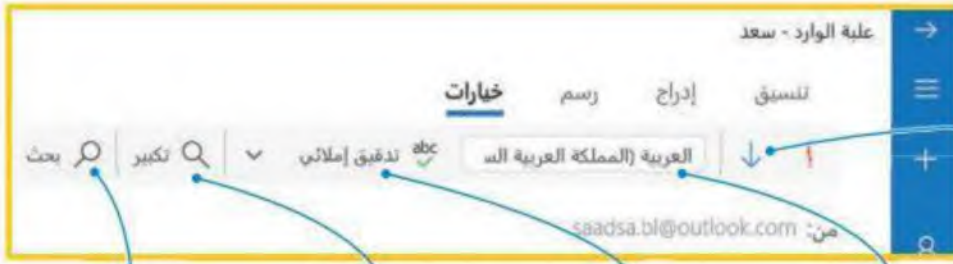 علبة الوارد - سعد
تنسيق إدراج رسم خيارات
العربية (المملكة العربية الس abc تدقيق إملائي تكبير بحث
من: saadsa.bl@outlook.com